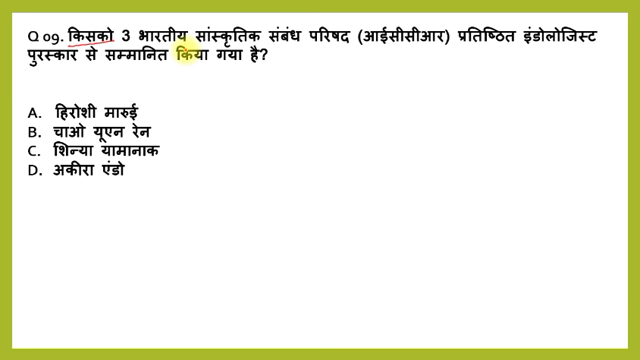 Q 09. किसको 3 भारतीय सांस्कृतिक संबंध परिषद (आईसीसीआर) प्रतिष्ठित इंडोलोजिस्ट
पुरस्कार से सम्मानित किया गया है?
A. हिरोशी मारुई
B. चाओ यूएन रेन
C. शिन्या यामानाक
D. अकीरा एंडो